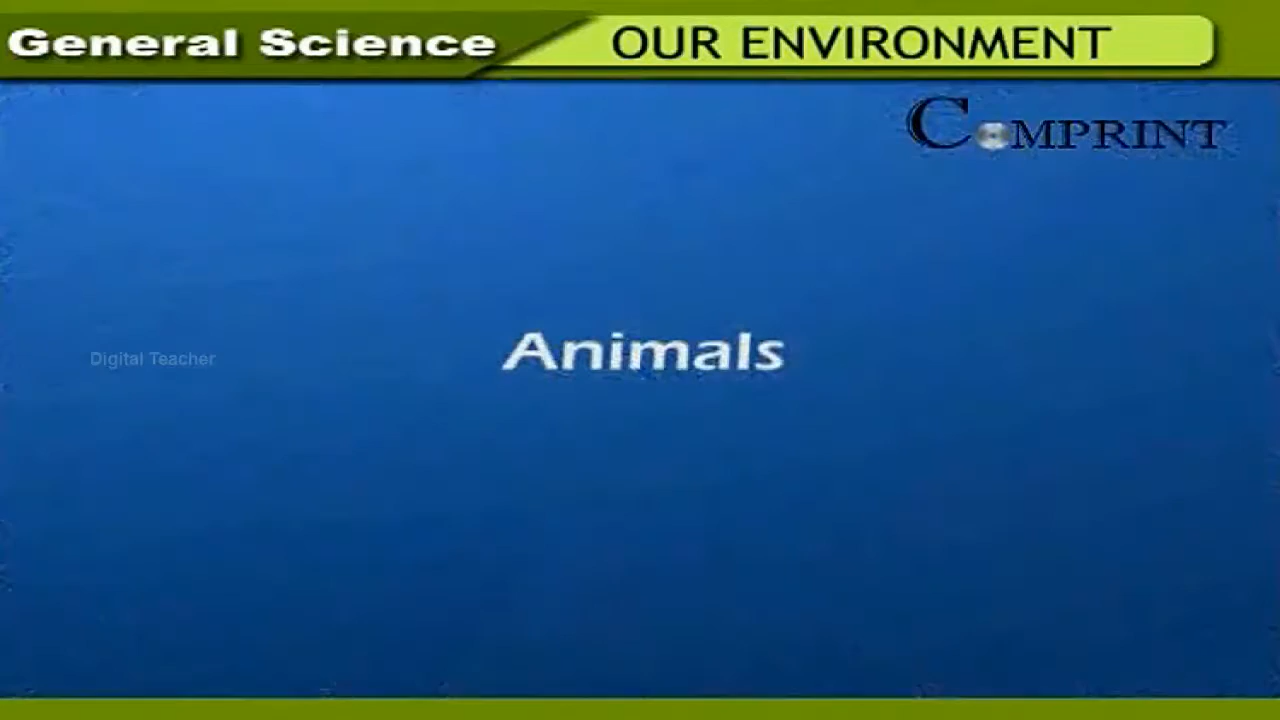 General Science
OUR ENVIRONMENT
COMPRINT
Animals
Digital Teacher